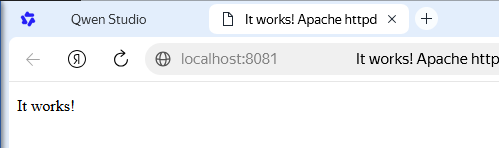 Qwen Studio
It works! Apache httpd
Я
localhost:8081
It works! Apache http
It works!